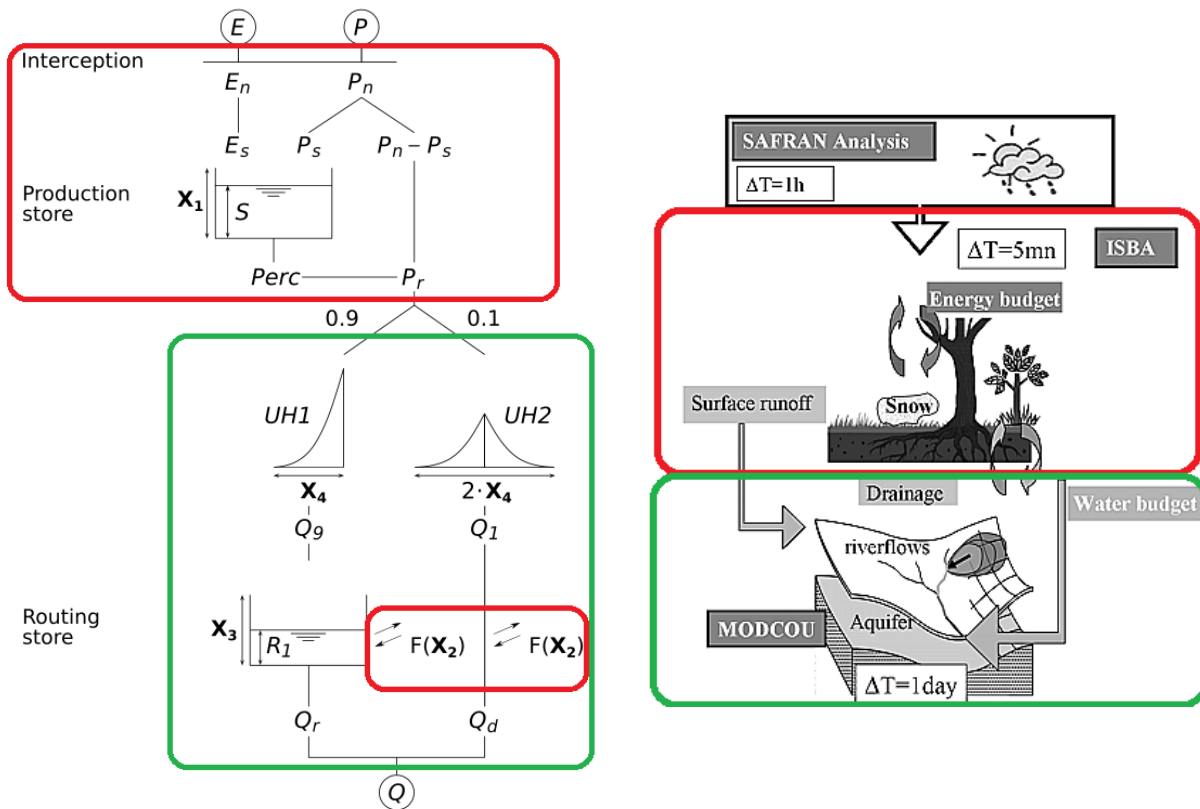 E P
Interception
Eₙ Pₙ
Eₛ Pₛ Pₙ – Pₛ
Production
store
X₁
S
Perc Pᵣ
0.9 0.1
UH1 UH2
X₄ 2·X₄
Q₉ Q₁
Routing
store
X₃
R₁
F(X₂) F(X₂)
Qᵣ Q_d
Q
SAFRAN Analysis
ΔT=1h
ΔT=5mn
ISBA
Energy budget
Surface runoff
Snow
Drainage
Water budget
riverflows
Aquifer
MODCOU
ΔT=1day